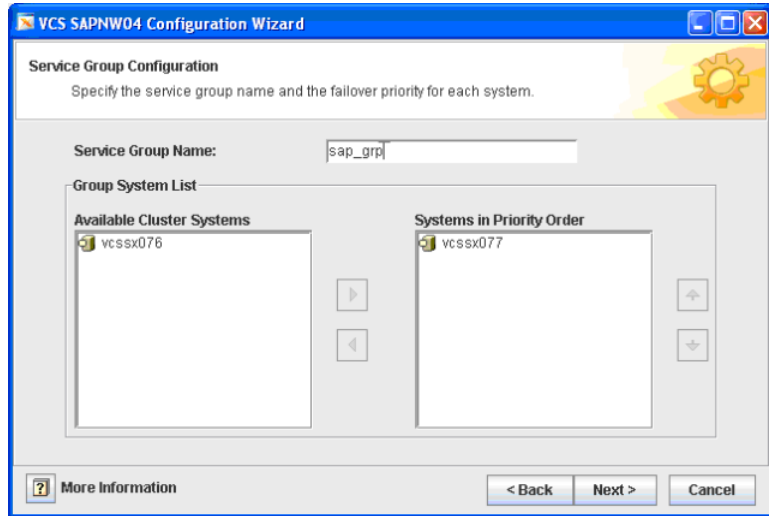 VCS SAPNW04 Configuration Wizard
Service Group Configuration
Specify the service group name and the failover priority for each system.
Service Group Name: sap_grp
Group System List
Available Cluster Systems Systems in Priority Order
vcssx076 vcssx077
? More Information < Back Next > Cancel